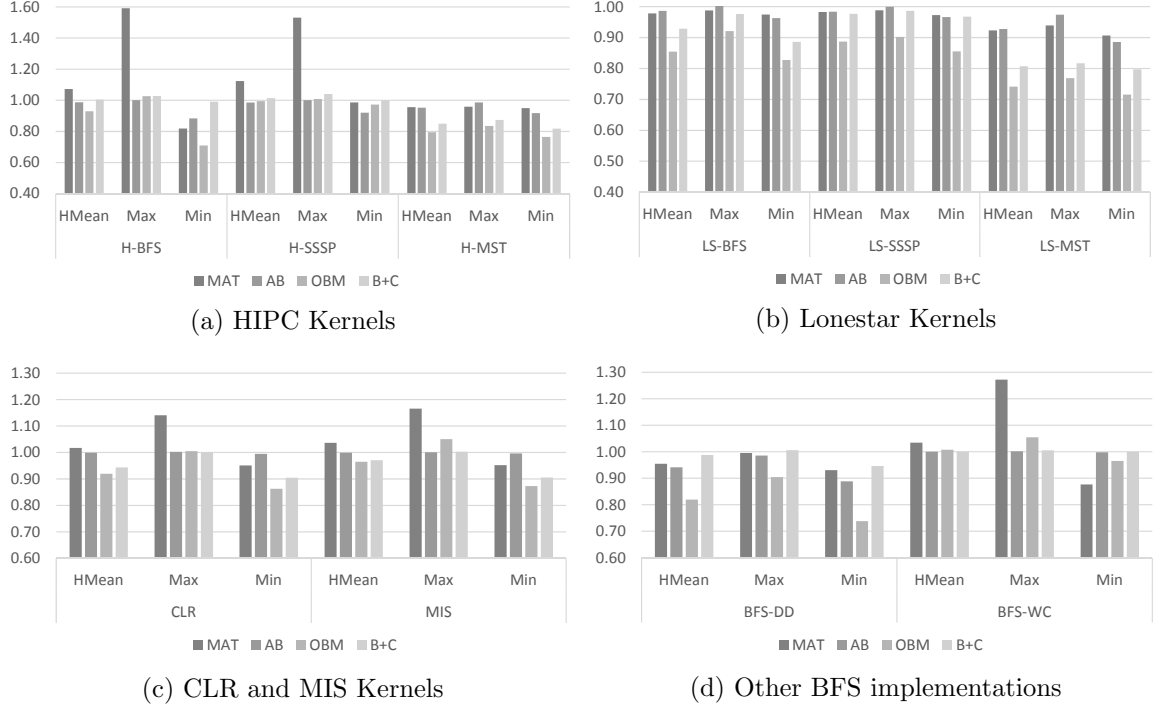 1.60
1.40
1.20
1.00
0.80
0.60
0.40
HMean Max Min HMean Max Min HMean Max Min
H-BFS H-SSSP H-MST
MAT AB OBM B+C
(a) HIPC Kernels
1.00
0.90
0.80
0.70
0.60
0.50
0.40
HMean Max Min HMean Max Min HMean Max Min
LS-BFS LS-SSSP LS-MST
MAT AB OBM B+C
(b) Lonestar Kernels
1.30
1.20
1.10
1.00
0.90
0.80
0.70
0.60
HMean Max Min HMean Max Min
CLR MIS
MAT AB OBM B+C
(c) CLR and MIS Kernels
1.30
1.20
1.10
1.00
0.90
0.80
0.70
0.60
HMean Max Min HMean Max Min
BFS-DD BFS-WC
MAT AB OBM B+C
(d) Other BFS implementations